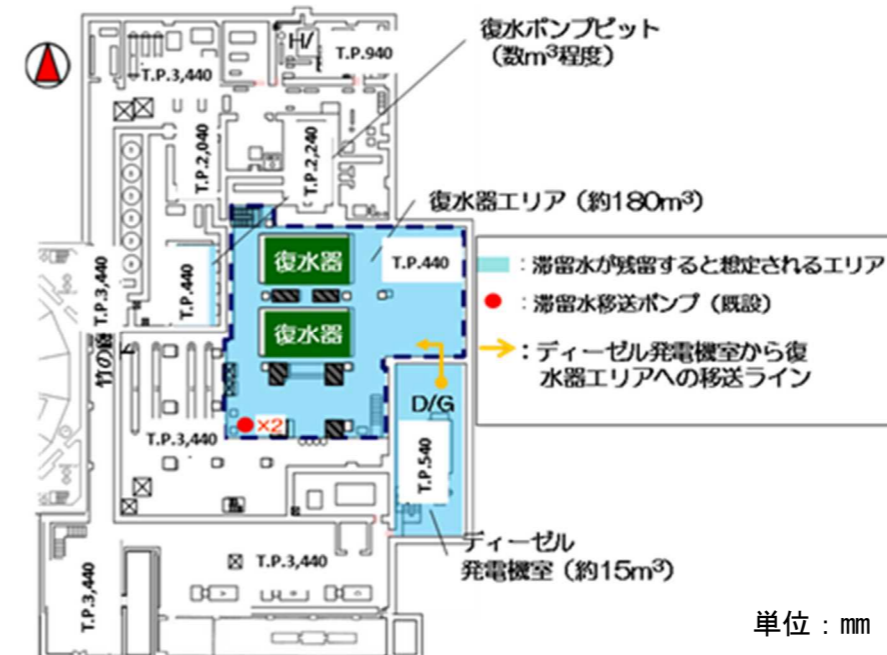 復水ポンプピット
（数m³程度）
T.P.940
T.P.3,440
T.P.2,040
T.P.2,240
復水器エリア（約180m³）
復水器
T.P.440
T.P.440
T.P.3,440
復水器
：滞留水が残留すると想定されるエリア
：滞留水移送ポンプ（既設）
：ディーゼル発電機室から復
水器エリアへの移送ライン
D/G
×2
T.P.3,440
T.P.540
ディーゼル
発電機室（約15m³）
T.P.3,440
T.P.3,440
単位：mm